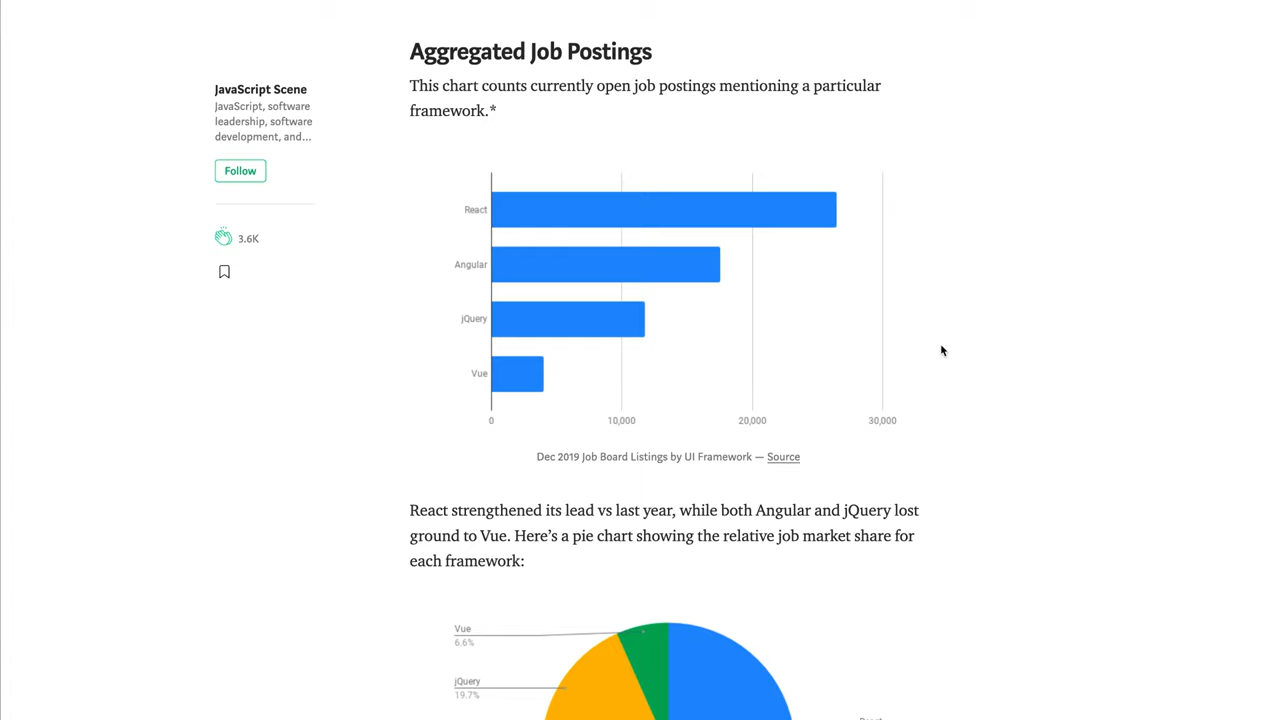 Aggregated Job Postings
This chart counts currently open job postings mentioning a particular
framework.*
JavaScript Scene
JavaScript, software
leadership, software
development, and...
Follow
3.6K
React
Angular
jQuery
Vue
0 10,000 20,000 30,000
Dec 2019 Job Board Listings by UI Framework — Source
React strengthened its lead vs last year, while both Angular and jQuery lost
ground to Vue. Here’s a pie chart showing the relative job market share for
each framework:
Vue
6.6%
jQuery
19.7%